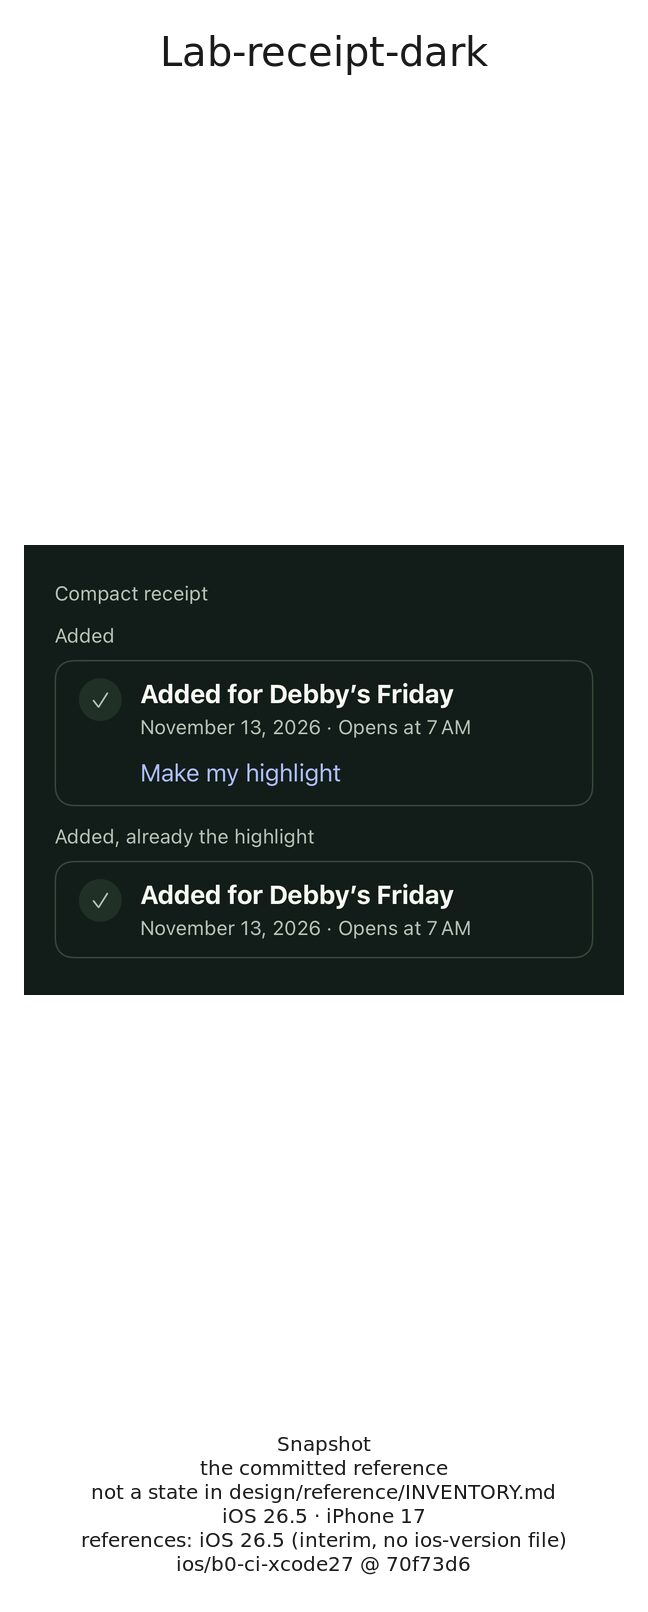 Lab-receipt-dark
Compact receipt
Added
Added for Debby’s Friday
November 13, 2026 · Opens at 7 AM
Make my highlight
Added, already the highlight
Added for Debby’s Friday
November 13, 2026 · Opens at 7 AM
Snapshot
the committed reference
not a state in design/reference/INVENTORY.md
iOS 26.5 · iPhone 17
references: iOS 26.5 (interim, no ios-version file)
ios/b0-ci-xcode27 @ 70f73d6